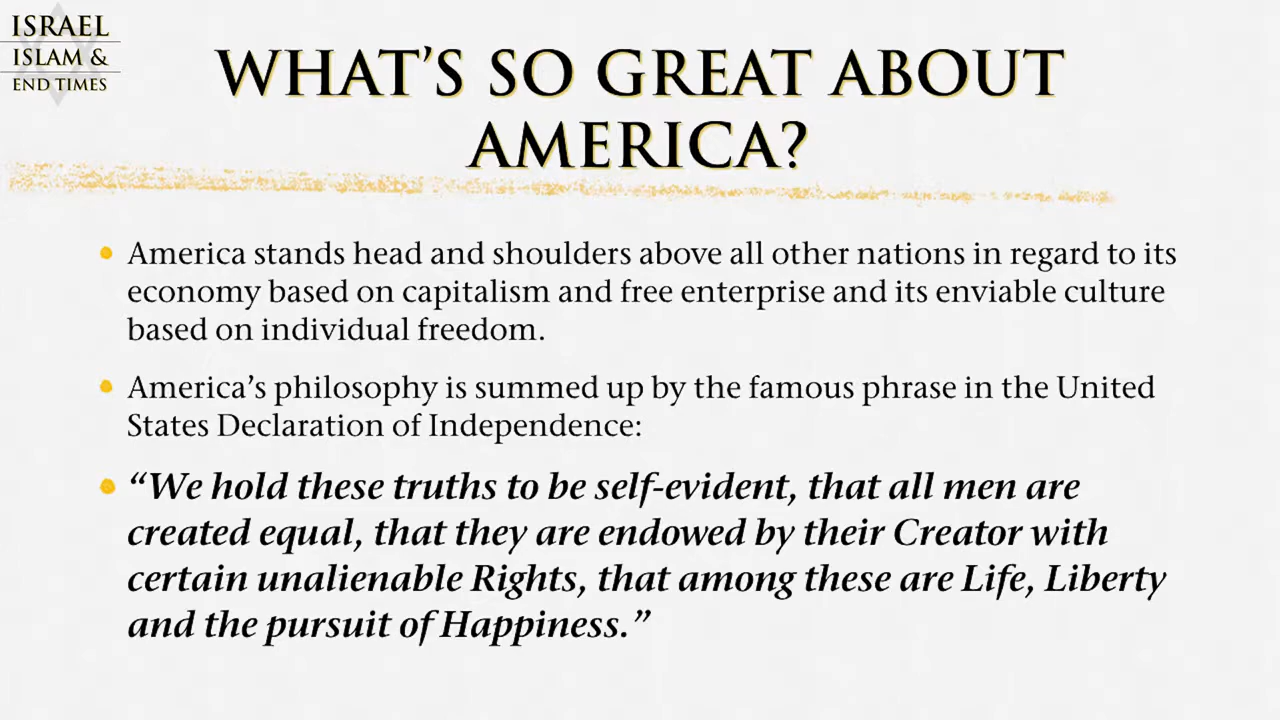 ISRAEL
ISLAM &
END TIMES
WHAT'S SO GREAT ABOUT
AMERICA?
• America stands head and shoulders above all other nations in regard to its
economy based on capitalism and free enterprise and its enviable culture
based on individual freedom.
• America's philosophy is summed up by the famous phrase in the United
States Declaration of Independence:
• “We hold these truths to be self-evident, that all men are
created equal, that they are endowed by their Creator with
certain unalienable Rights, that among these are Life, Liberty
and the pursuit of Happiness.”